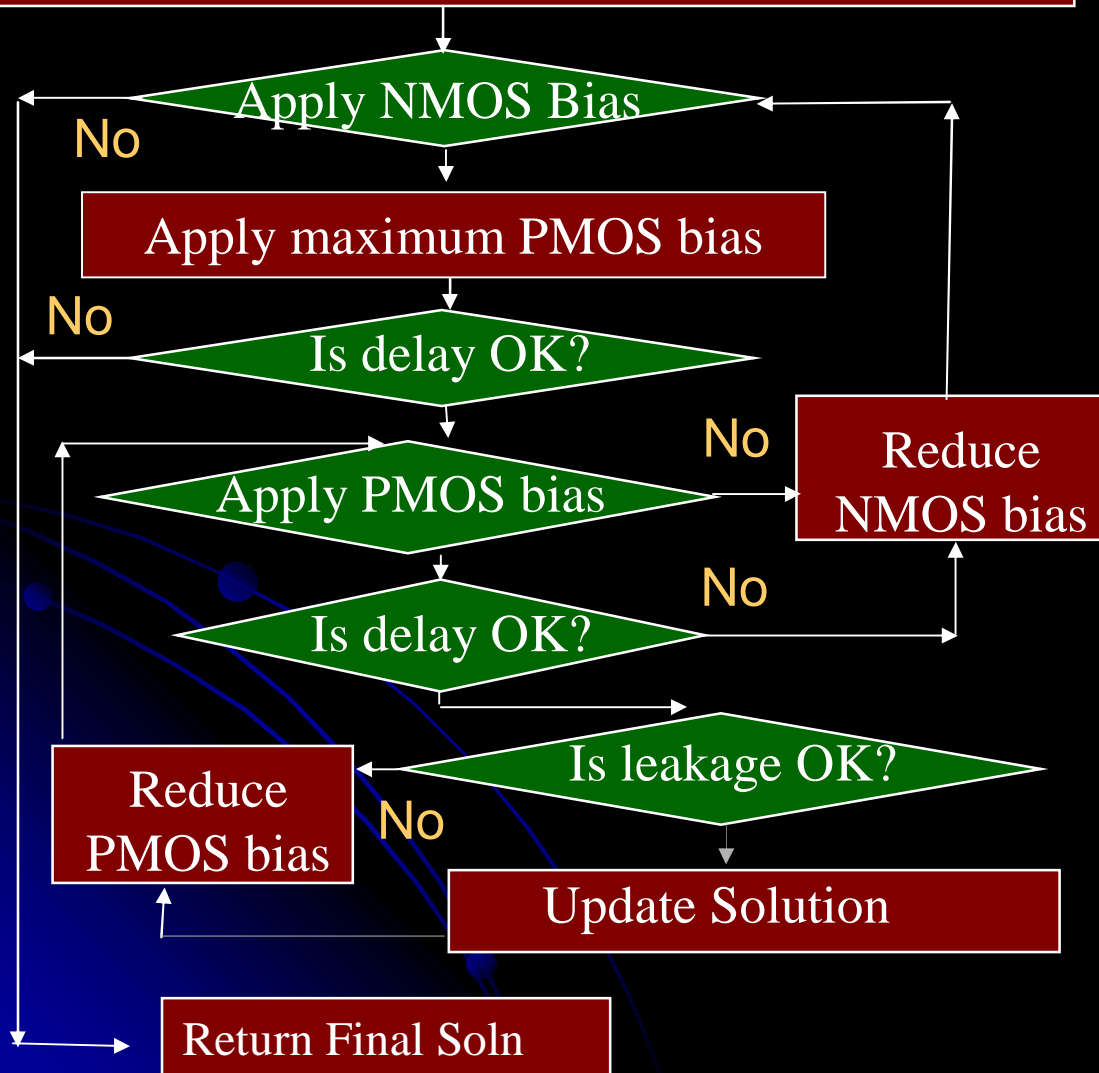 Apply NMOS Bias
No
Apply maximum PMOS bias
No
Is delay OK?
No
Reduce
NMOS bias
Apply PMOS bias
No
Is delay OK?
Is leakage OK?
Reduce
PMOS bias
No
Update Solution
Return Final Soln